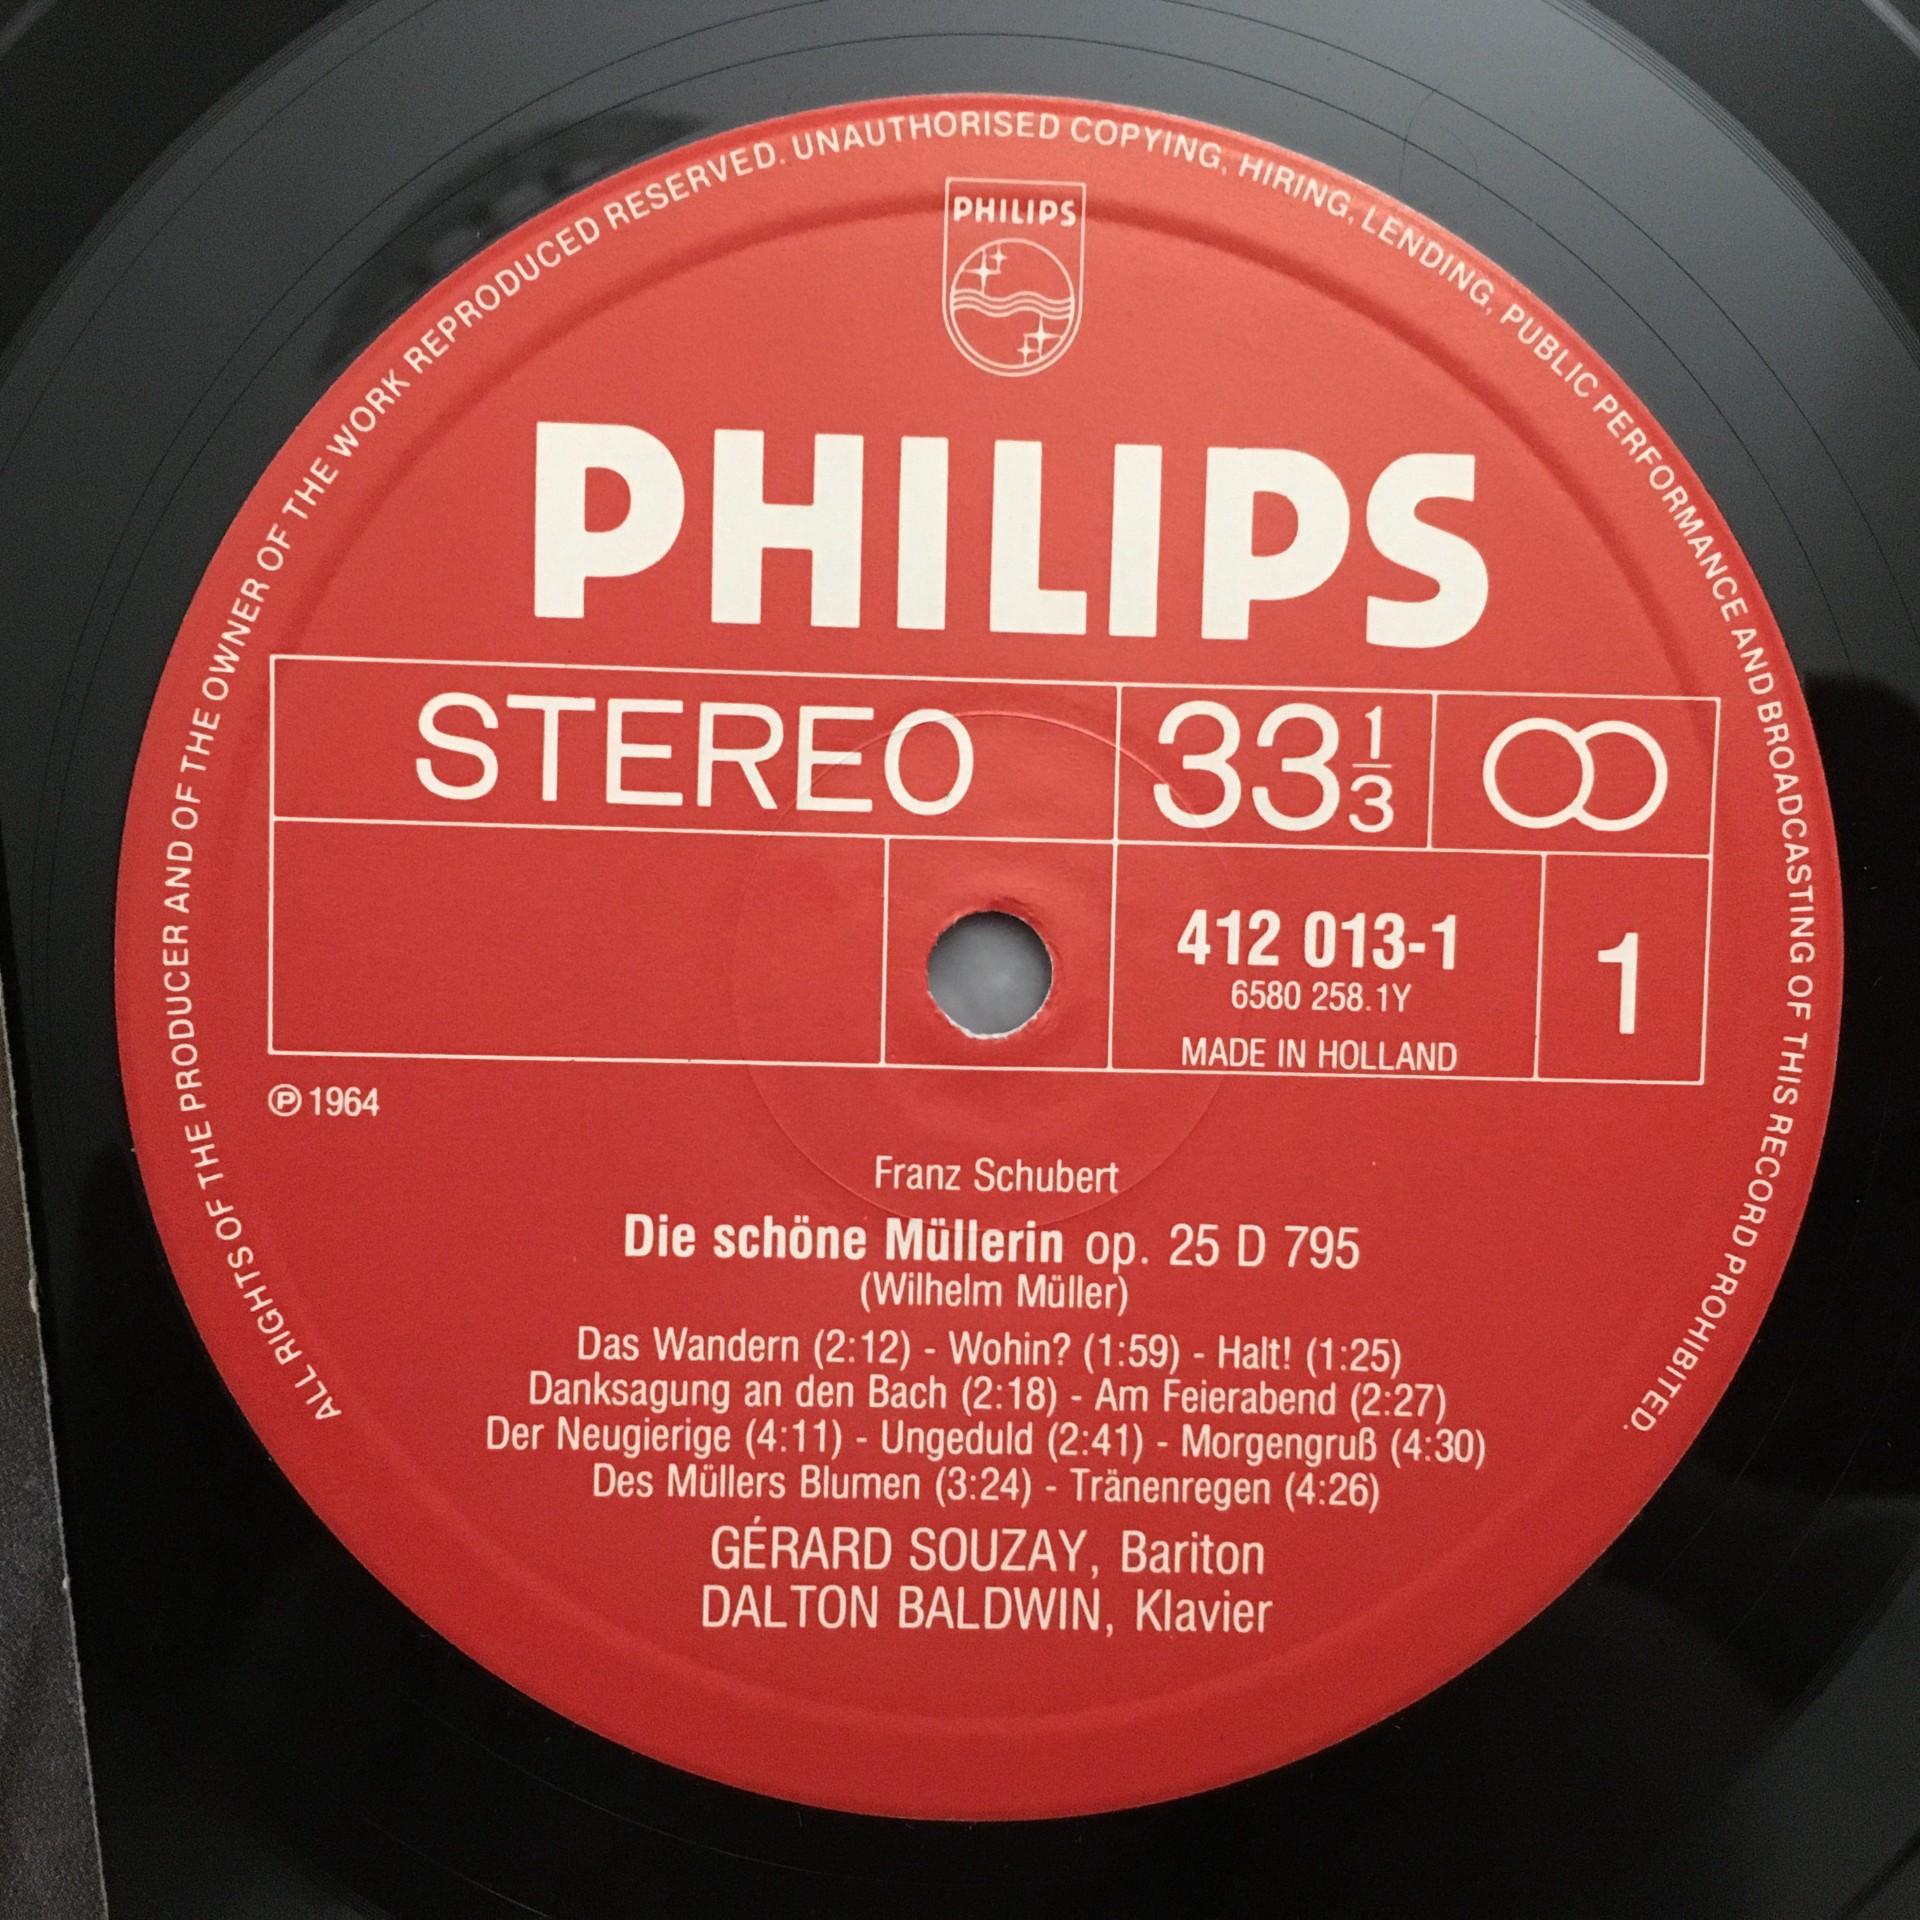 ALL RIGHTS OF THE PRODUCER AND OF THE OWNER OF THE WORK REPRODUCED RESERVED. UNAUTHORISED COPYING, HIRING, LENDING, PUBLIC PERFORMANCE AND BROADCASTING OF THIS RECORD PROHIBITED.
PHILIPS
PHILIPS
STEREO 33 1/3
412 013-1 1
6580 258.1Y
MADE IN HOLLAND
℗ 1964
Franz Schubert
Die schöne Müllerin op. 25 D 795
(Wilhelm Müller)
Das Wandern (2:12) - Wohin? (1:59) - Halt! (1:25)
Danksagung an den Bach (2:18) - Am Feierabend (2:27)
Der Neugierige (4:11) - Ungeduld (2:41) - Morgengruß (4:30)
Des Müllers Blumen (3:24) - Tränenregen (4:26)
GÉRARD SOUZAY, Bariton
DALTON BALDWIN, Klavier